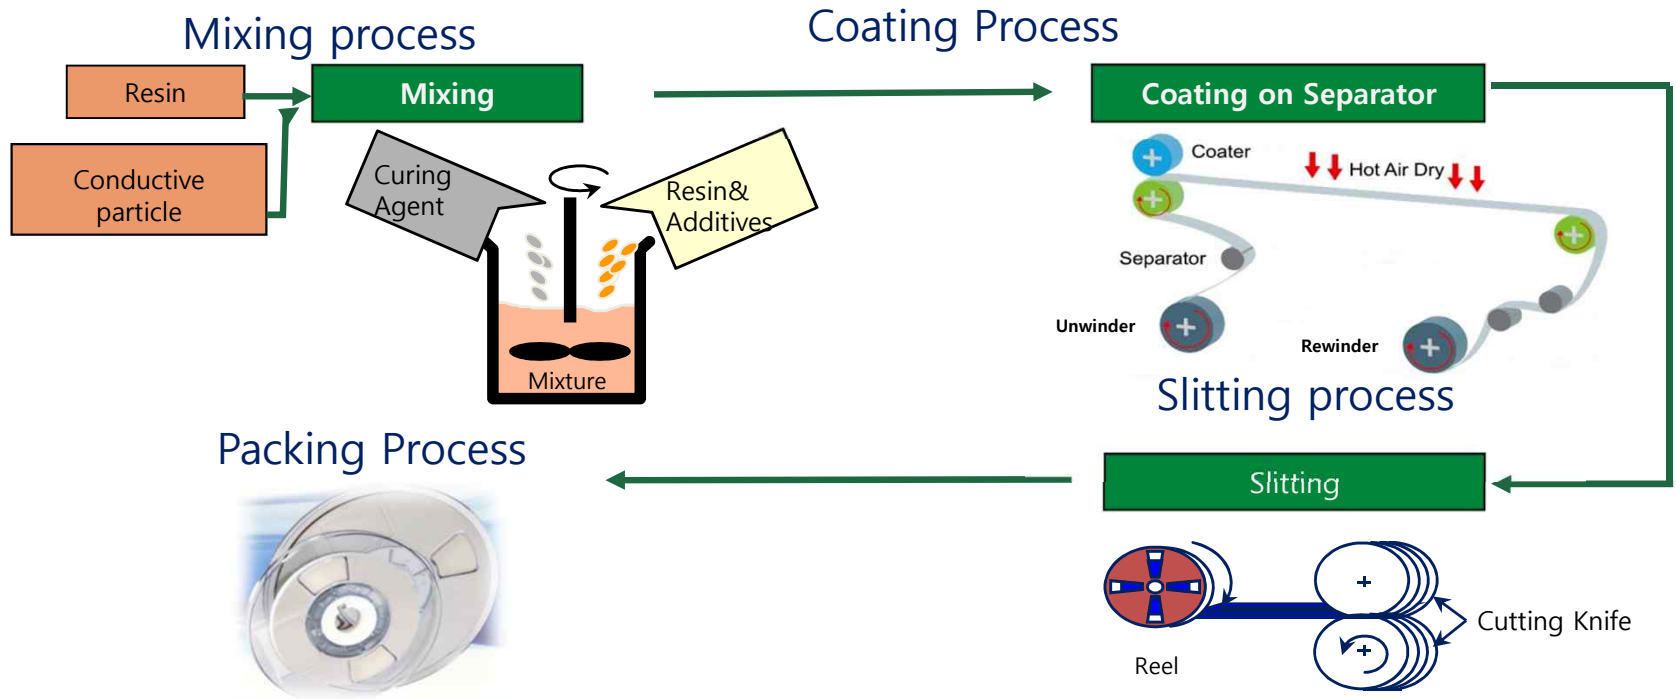 Mixing process
Coating Process
Resin
Mixing
Coating on Separator
Conductive
particle
Curing
Agent
Resin&
Additives
Mixture
Coater
Hot Air Dry
Separator
Unwinder
Rewinder
Slitting process
Packing Process
Slitting
Reel
Cutting Knife